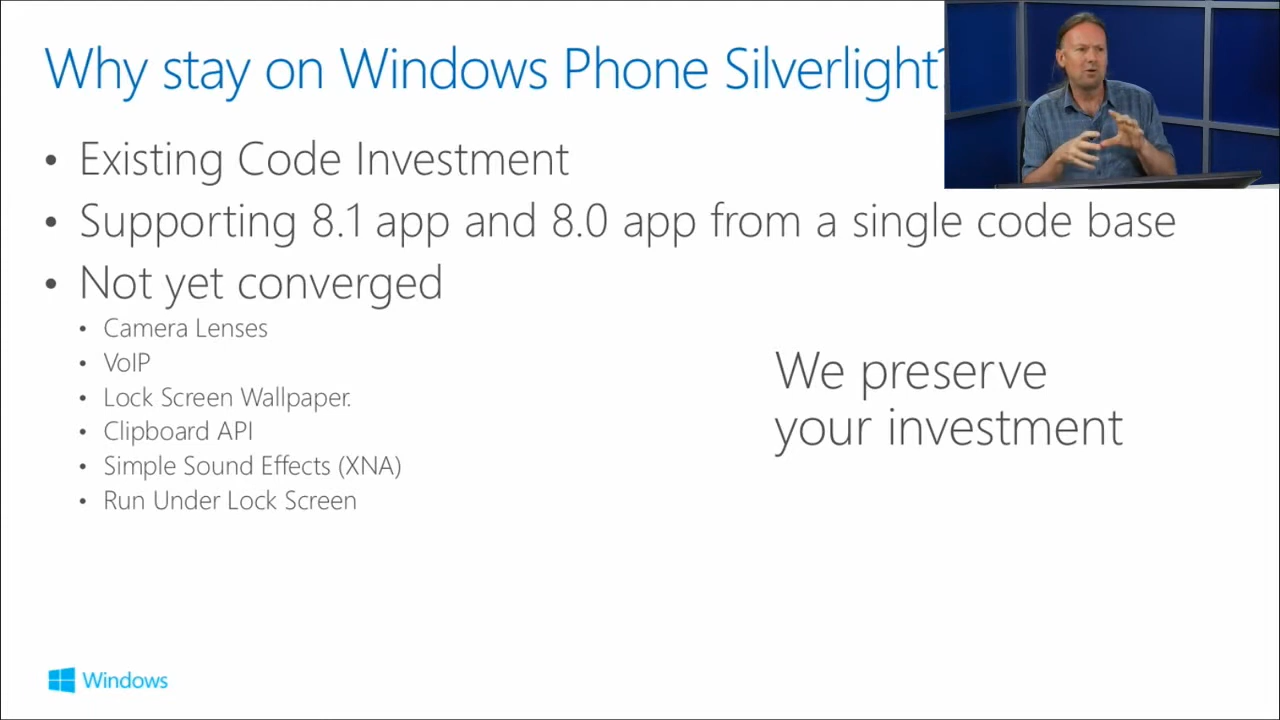 Why stay on Windows Phone Silverlight?
• Existing Code Investment
• Supporting 8.1 app and 8.0 app from a single code base
• Not yet converged
• Camera Lenses
• VoIP
• Lock Screen Wallpaper.
• Clipboard API
• Simple Sound Effects (XNA)
• Run Under Lock Screen
We preserve
your investment
Windows